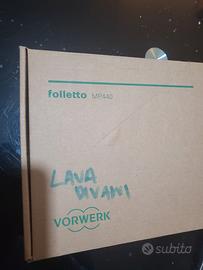 folletto MP440
LAVA
DIVANI
VORWERK
subito